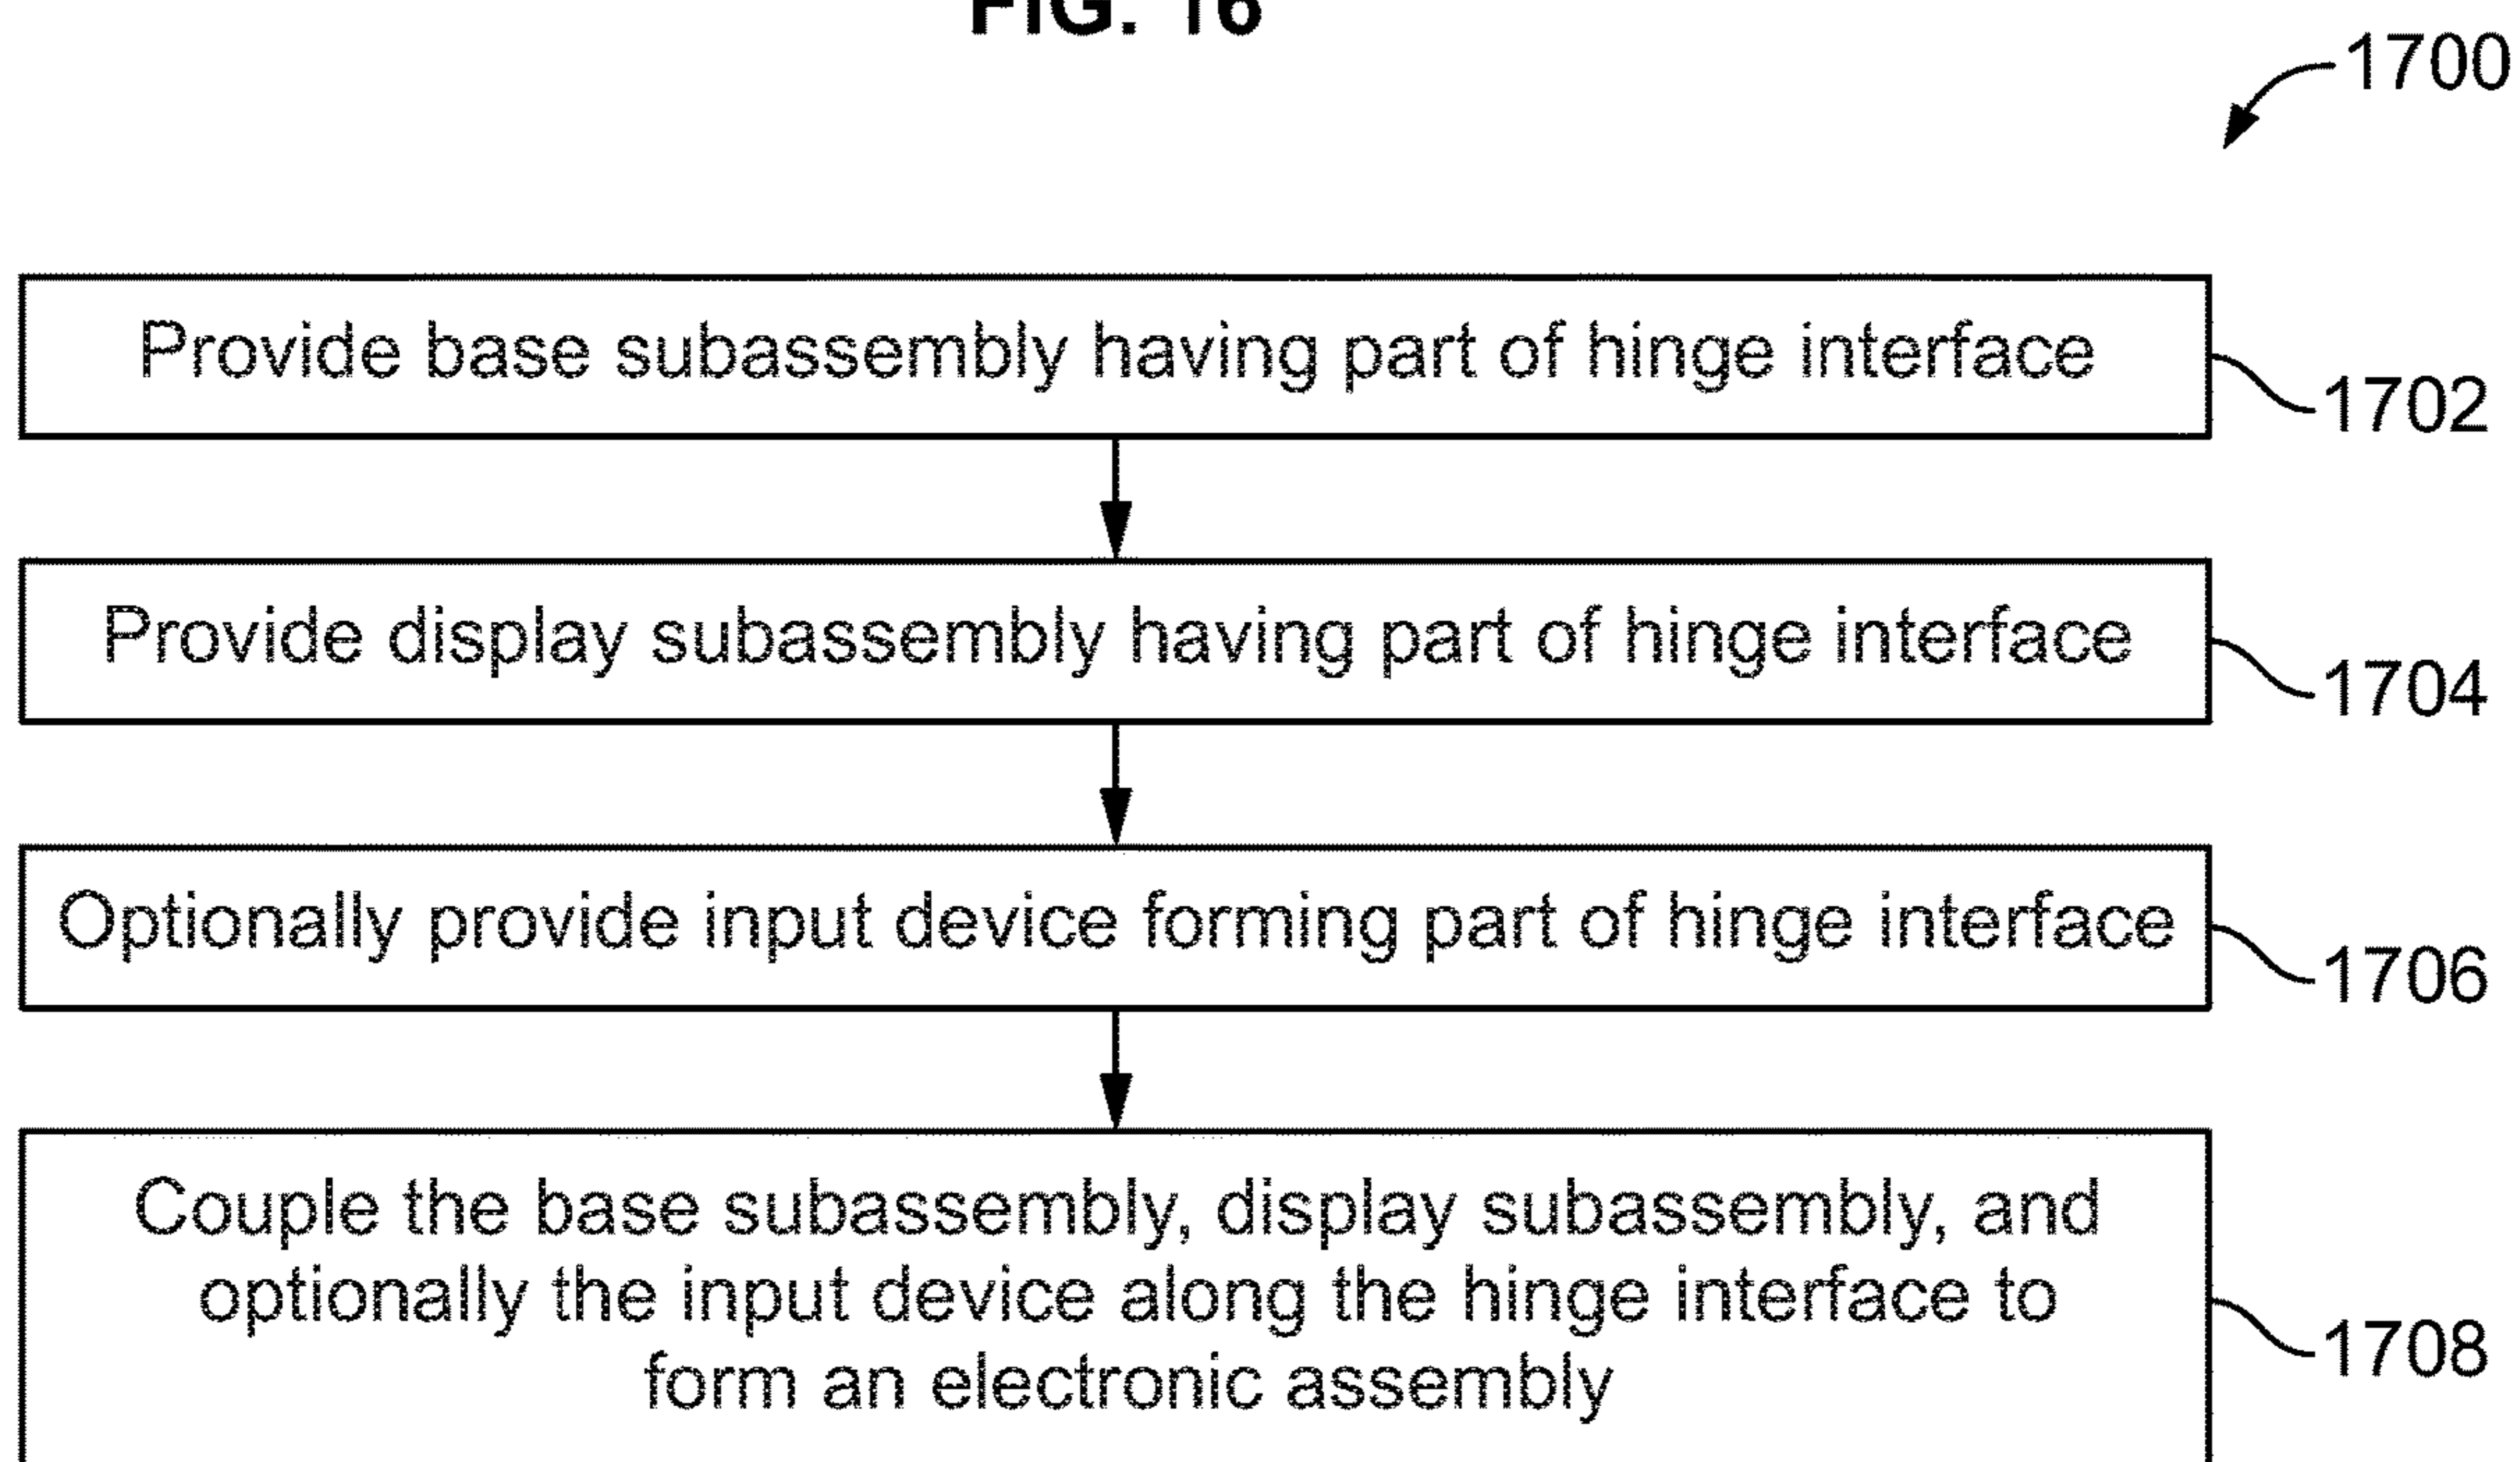 FIG. 16
1700
Provide base subassembly having part of hinge interface
1702
Provide display subassembly having part of hinge interface
1704
Optionally provide input device forming part of hinge interface
1706
Couple the base subassembly, display subassembly, and
optionally the input device along the hinge interface to
form an electronic assembly
1708